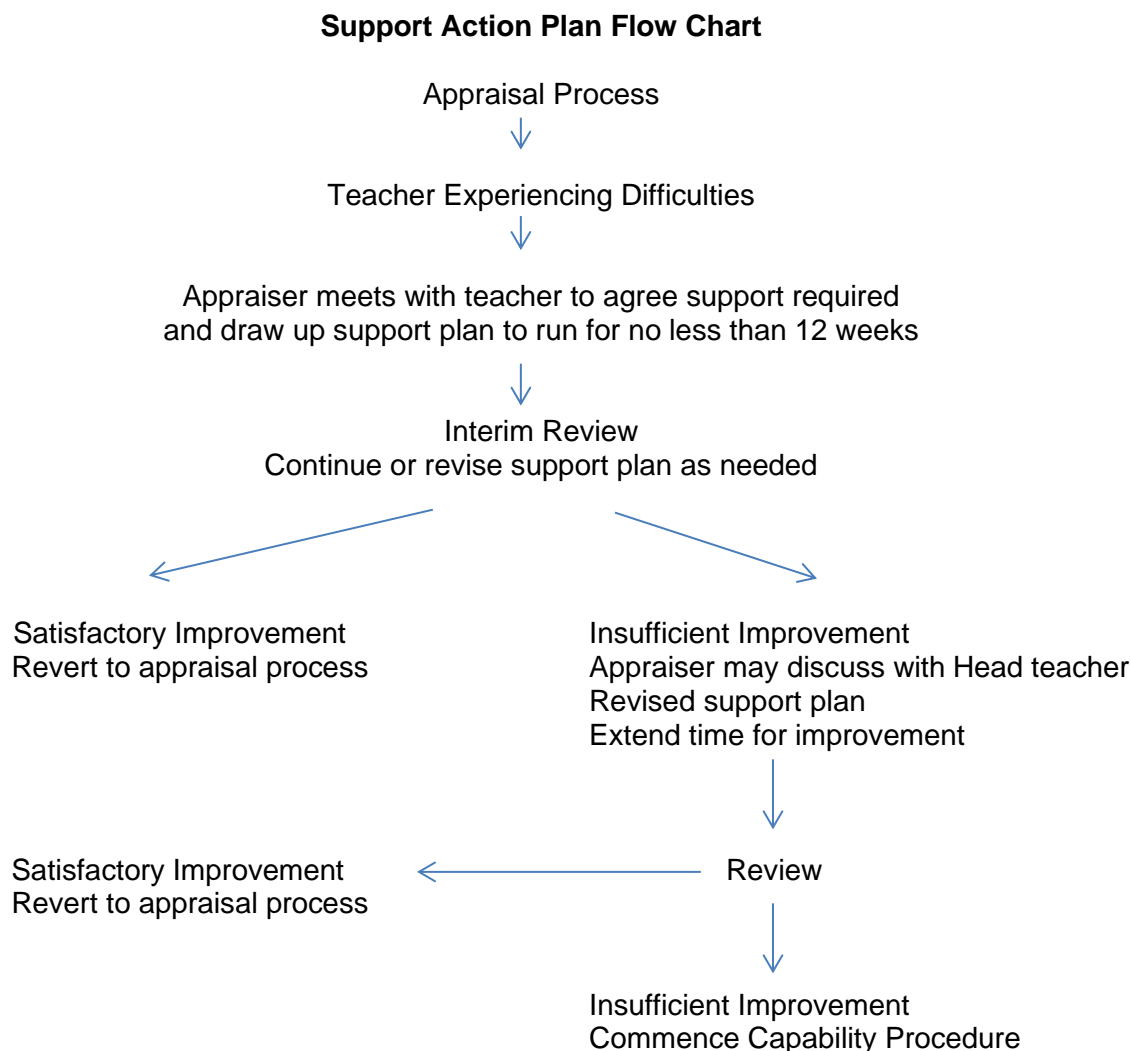 Support Action Plan Flow Chart
Appraisal Process
Teacher Experiencing Difficulties
Appraiser meets with teacher to agree support required
and draw up support plan to run for no less than 12 weeks
Interim Review
Continue or revise support plan as needed
Satisfactory Improvement
Revert to appraisal process
Insufficient Improvement
Appraiser may discuss with Head teacher
Revised support plan
Extend time for improvement
Satisfactory Improvement
Revert to appraisal process
Review
Insufficient Improvement
Commence Capability Procedure